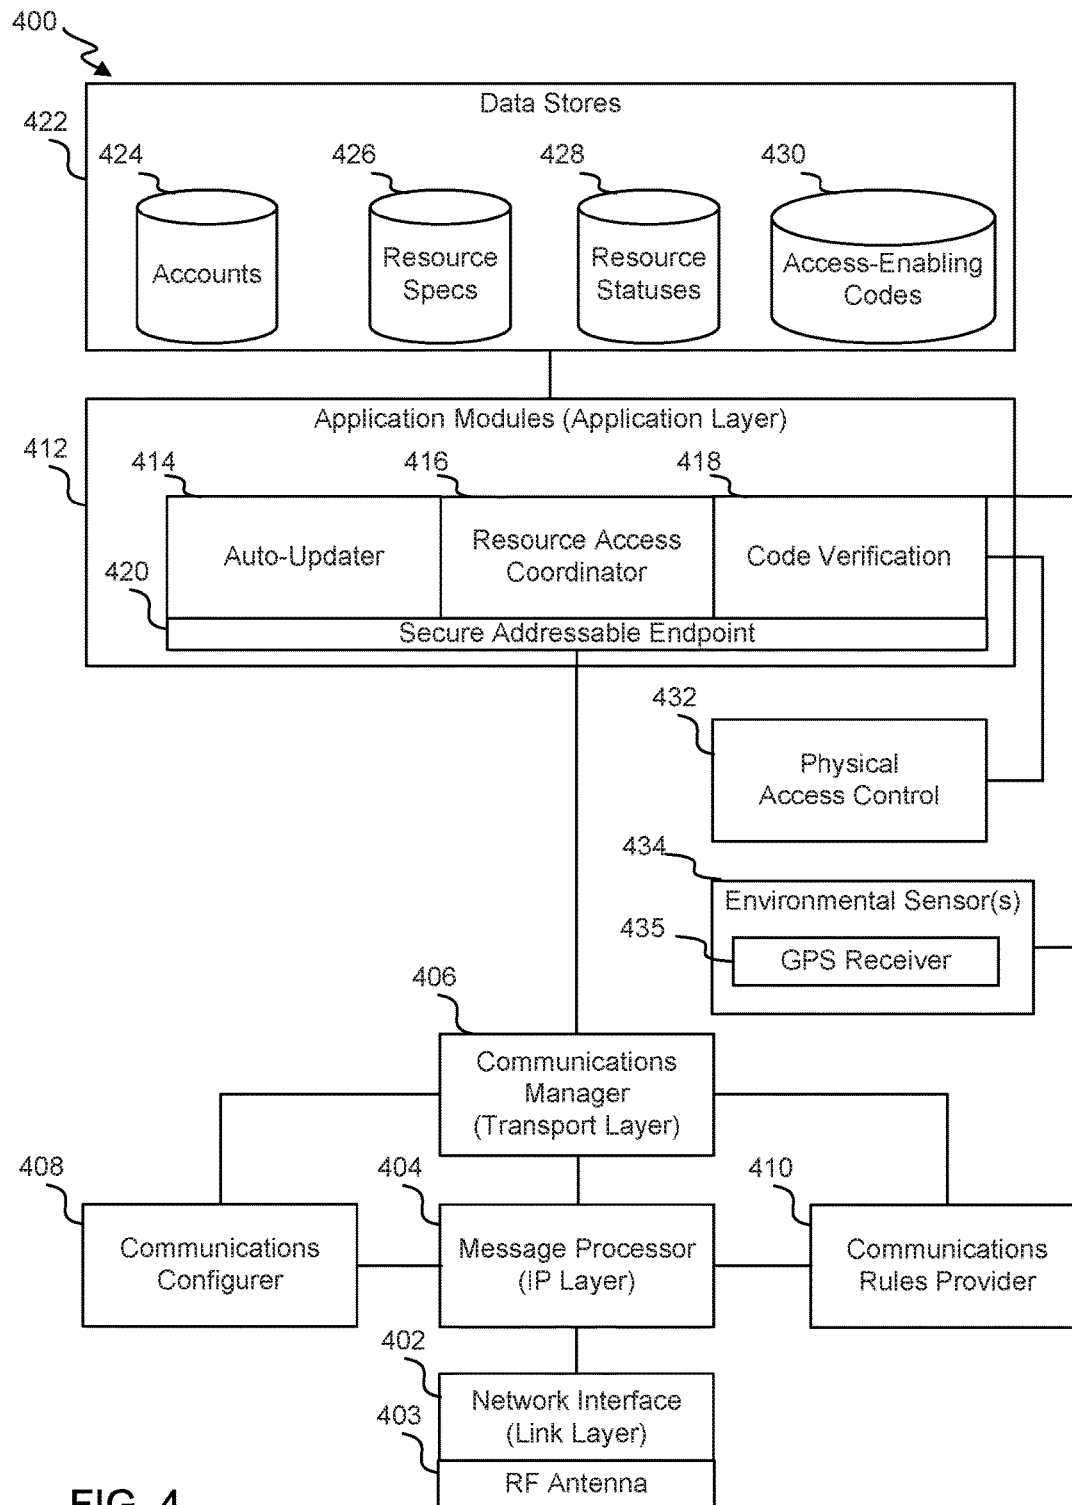 400
Data Stores
422
424
426
428
430
Accounts
Resource
Specs
Resource
Statuses
Access-Enabling
Codes
Application Modules (Application Layer)
412
414
416
418
Auto-Updater
Resource Access
Coordinator
Code Verification
420
Secure Addressable Endpoint
432
Physical
Access Control
434
Environmental Sensor(s)
435
GPS Receiver
406
Communications
Manager
(Transport Layer)
408
404
410
Communications
Configurer
Message Processor
(IP Layer)
Communications
Rules Provider
402
Network Interface
(Link Layer)
403
RF Antenna
FIG. 4